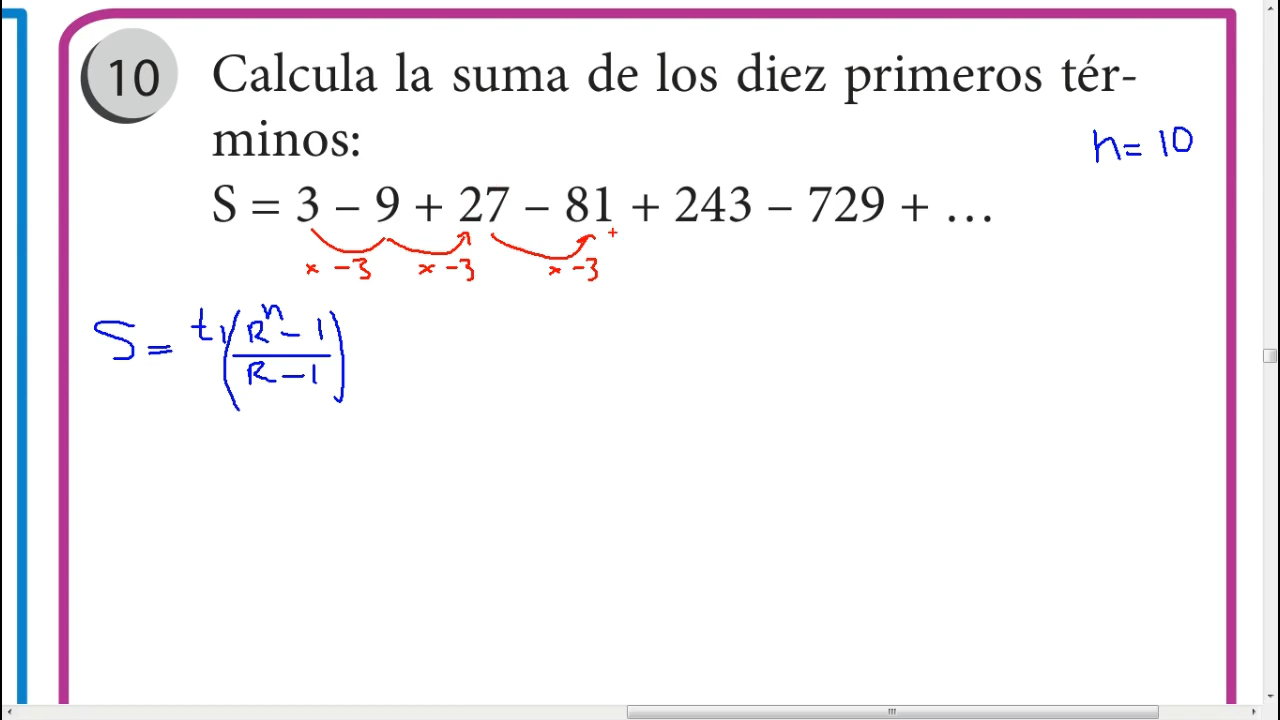 10 Calcula la suma de los diez primeros tér-
minos:
n = 10
S = 3 – 9 + 27 – 81 + 243 – 729 + ...
× -3 × -3 × -3 +
S = t₁(Rⁿ - 1 / R - 1)